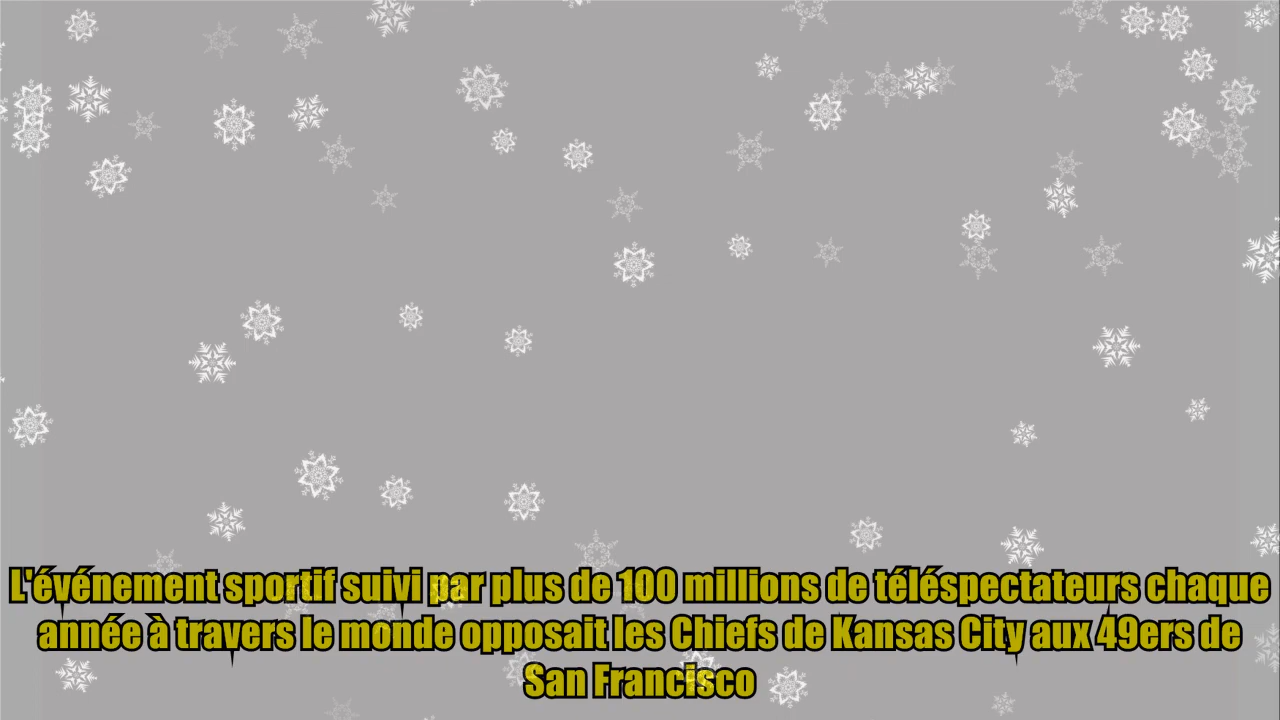 L'événement sportif suivi par plus de 100 millions de téléspectateurs chaque
année à travers le monde opposait les Chiefs de Kansas City aux 49ers de
San Francisco